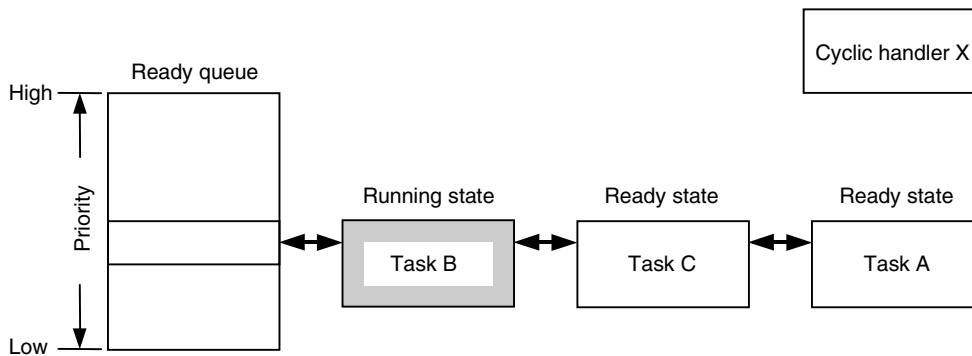 Cyclic handler X
Ready queue
High
Priority
Running state
Ready state
Ready state
Task B
Task C
Task A
Low